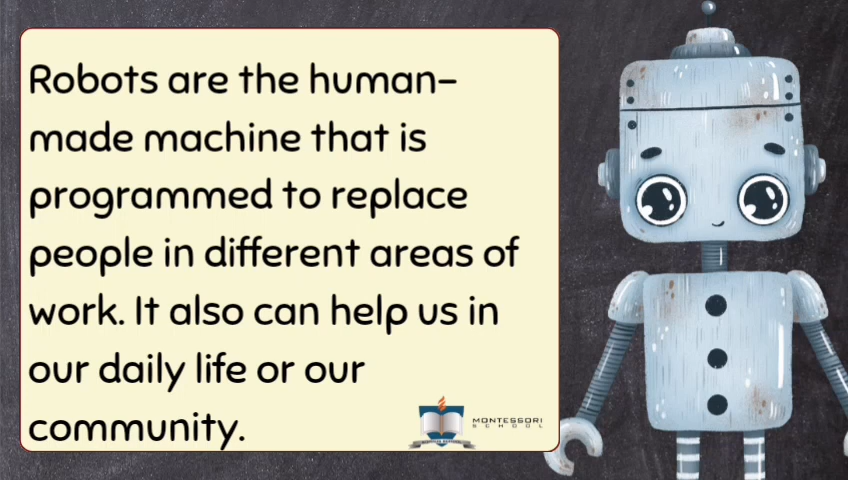 Robots are the human-
made machine that is
programmed to replace
people in different areas of
work. It also can help us in
our daily life or our
community.
MONTESSORI
SCHOOL